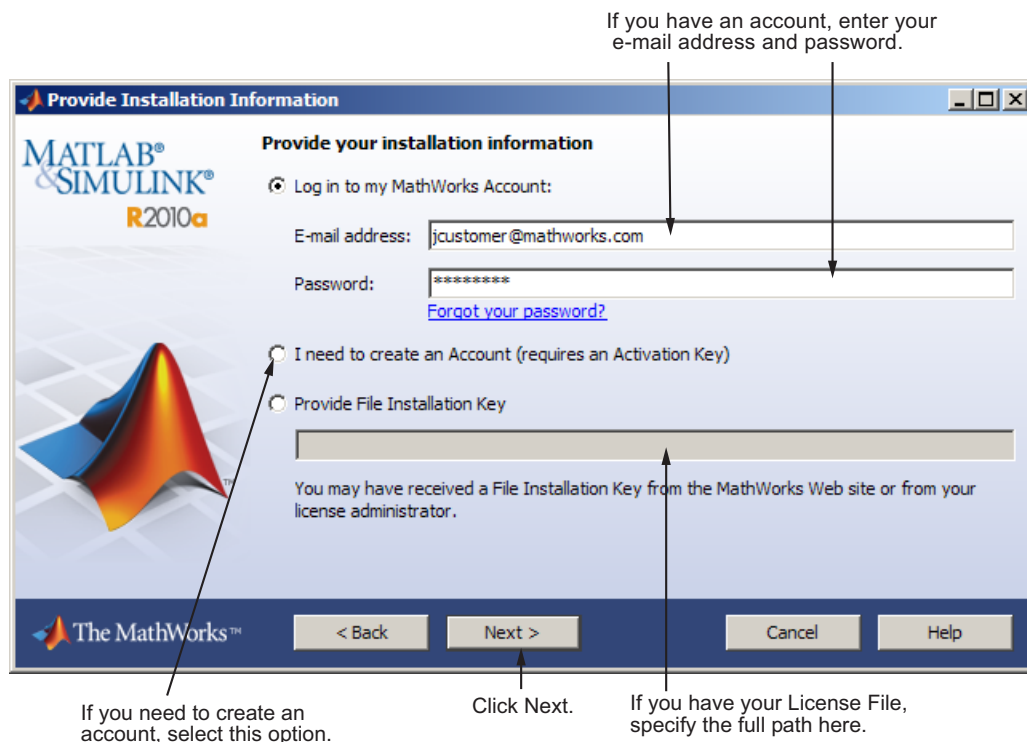 If you have an account, enter your
e-mail address and password.
Provide Installation Information
MATLAB®
&SIMULINK®
R2010a
Provide your installation information
Log in to my MathWorks Account:
E-mail address: jcustomer@mathworks.com
Password: ********
Forgot your password?
I need to create an Account (requires an Activation Key)
Provide File Installation Key
TM
You may have received a File Installation Key from the MathWorks Web site or from your
license administrator.
The MathWorks™
< Back
Next >
Cancel
Help
If you need to create an
account, select this option.
Click Next.
If you have your License File,
specify the full path here.